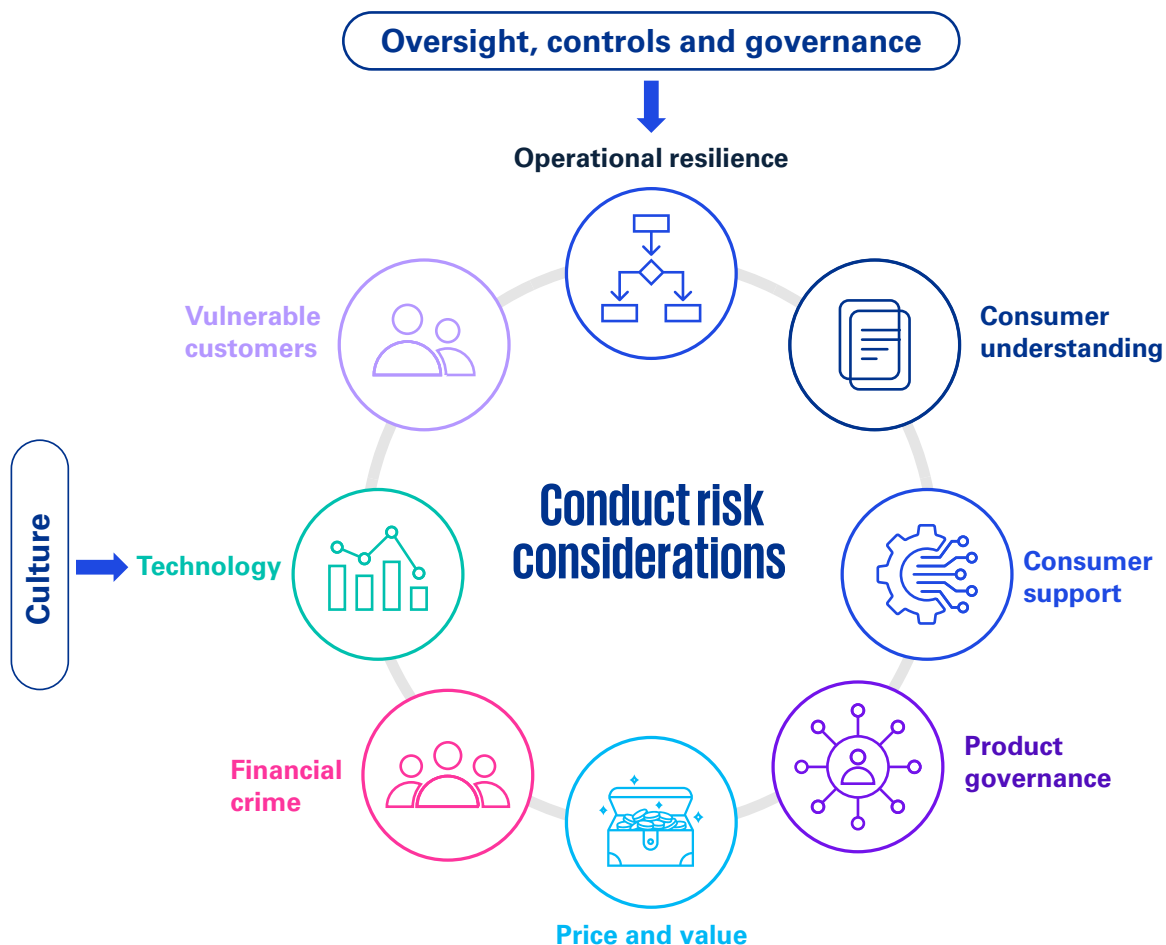 Oversight, controls and governance
Operational resilience
Vulnerable
customers
Consumer
understanding
Conduct risk
considerations
Culture
Technology
Consumer
support
Financial
crime
Product
governance
Price and value